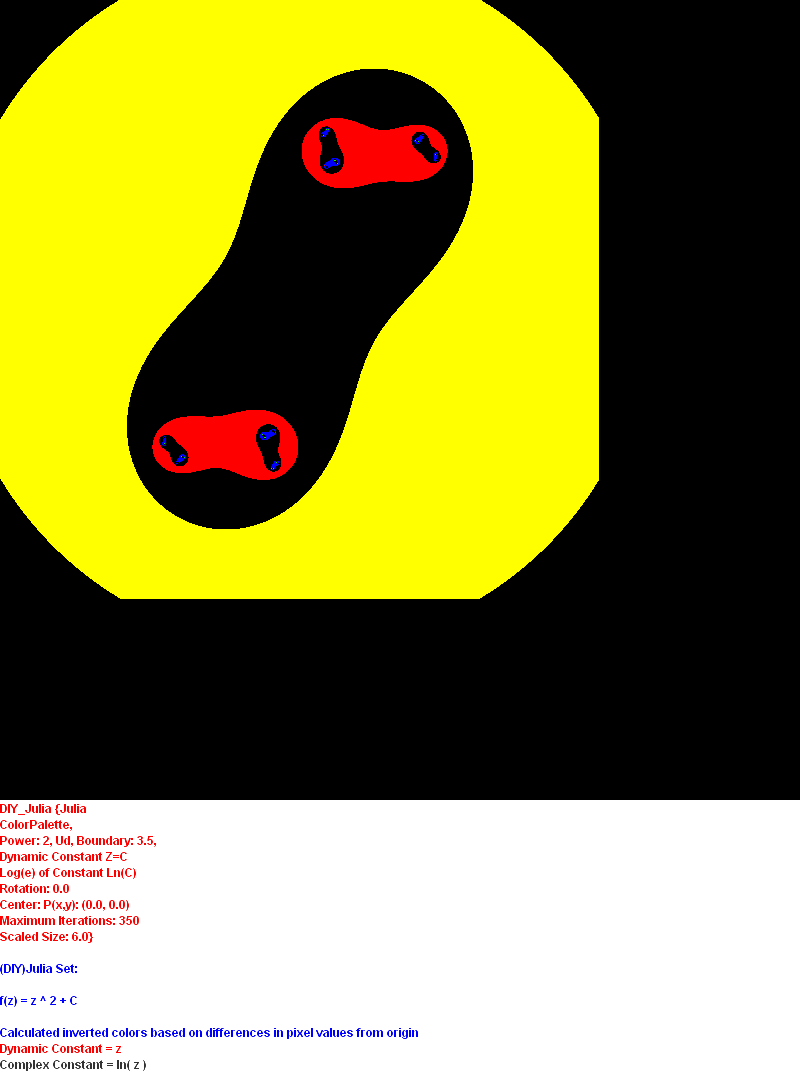 DIY_Julia {Julia
ColorPalette,
Power: 2, Ud, Boundary: 3.5,
Dynamic Constant Z=C
Log(e) of Constant Ln(C)
Rotation: 0.0
Center: P(x,y): (0.0, 0.0)
Maximum Iterations: 350
Scaled Size: 6.0}
(DIY)Julia Set:
f(z) = z ^ 2 + C
Calculated inverted colors based on differences in pixel values from origin
Dynamic Constant = z
Complex Constant = ln( z )